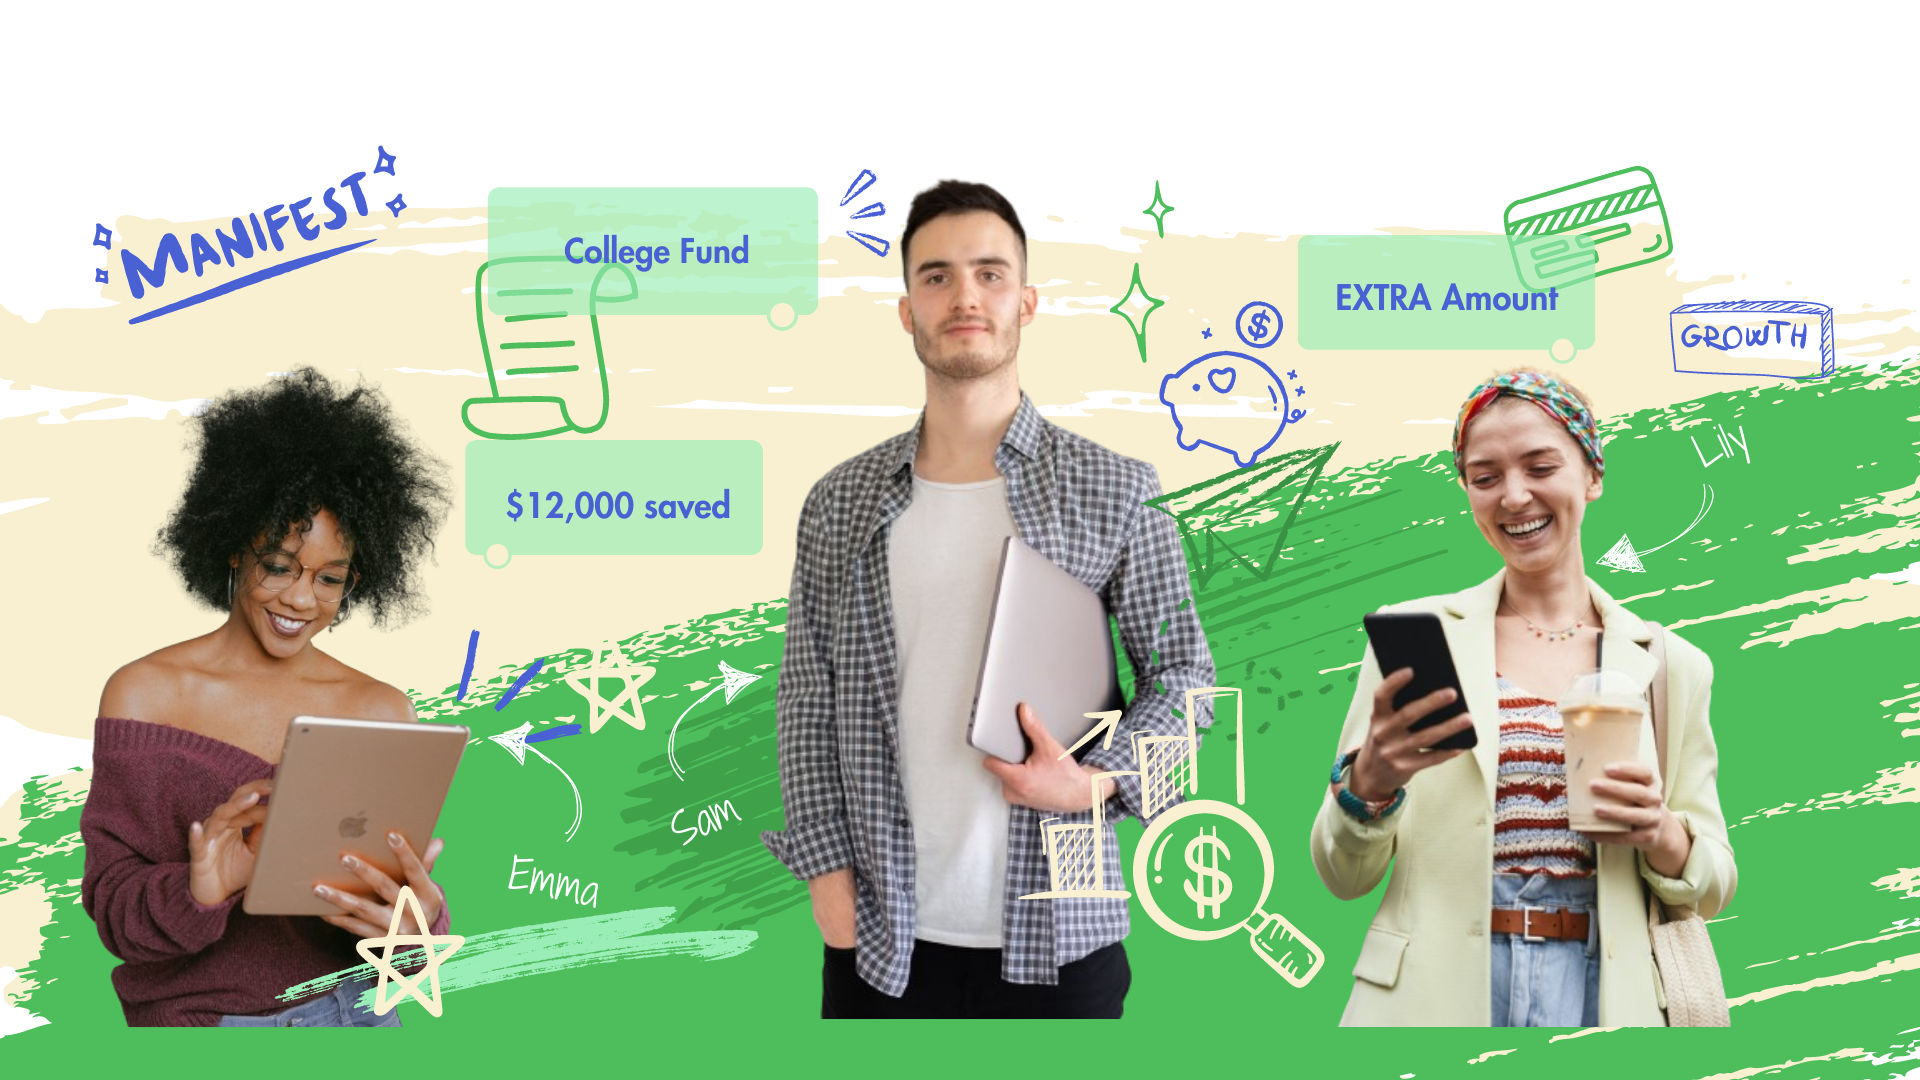 MANIFEST
College Fund
EXTRA Amount
$
GROWTH
Lily
$12,000 saved
Sam
Emma
$